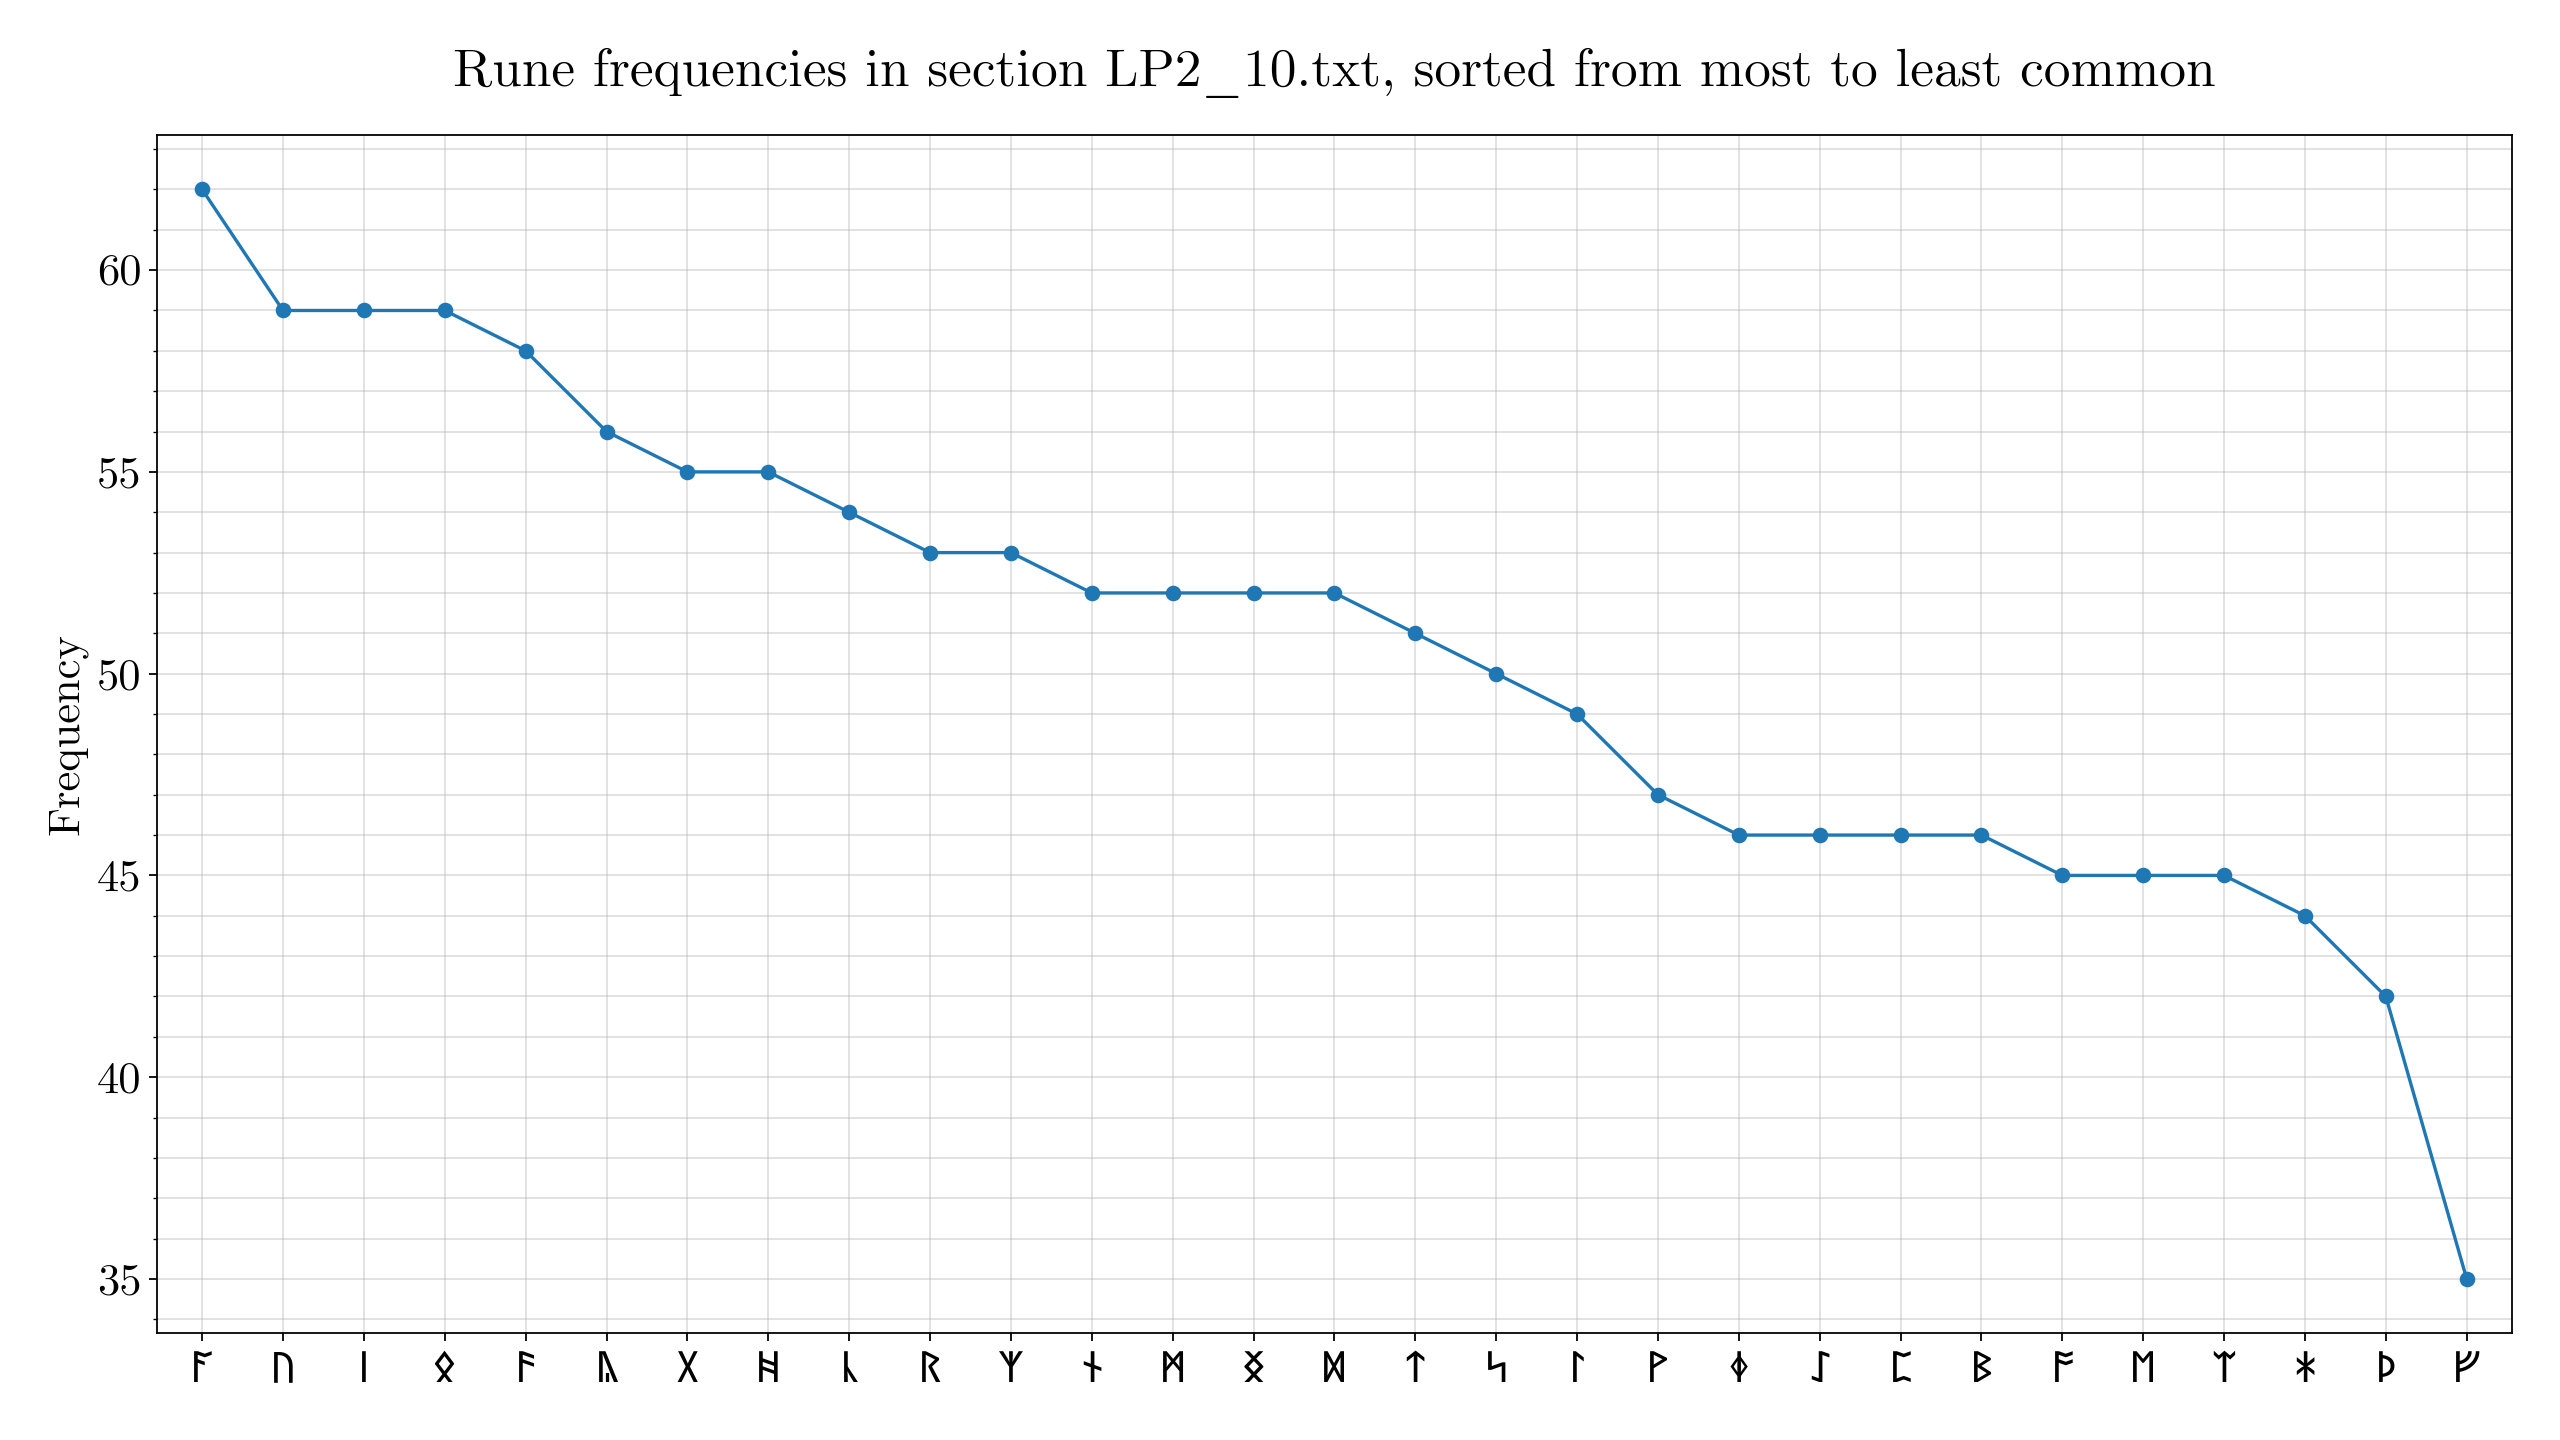 Rune frequencies in section LP2_10.txt, sorted from most to least common
Frequency
60
55
50
45
40
35
ᚪ ᚢ ᛁ ᛟ ᚫ ᚣ ᚷ ᚻ ᚳ ᚱ ᛉ ᚾ ᛗ ᛝ ᛞ ᛏ ᛋ ᛚ ᚹ ᛄ ᛇ ᛈ ᛒ ᚩ ᛖ ᛠ ᛡ ᚦ ᚠ